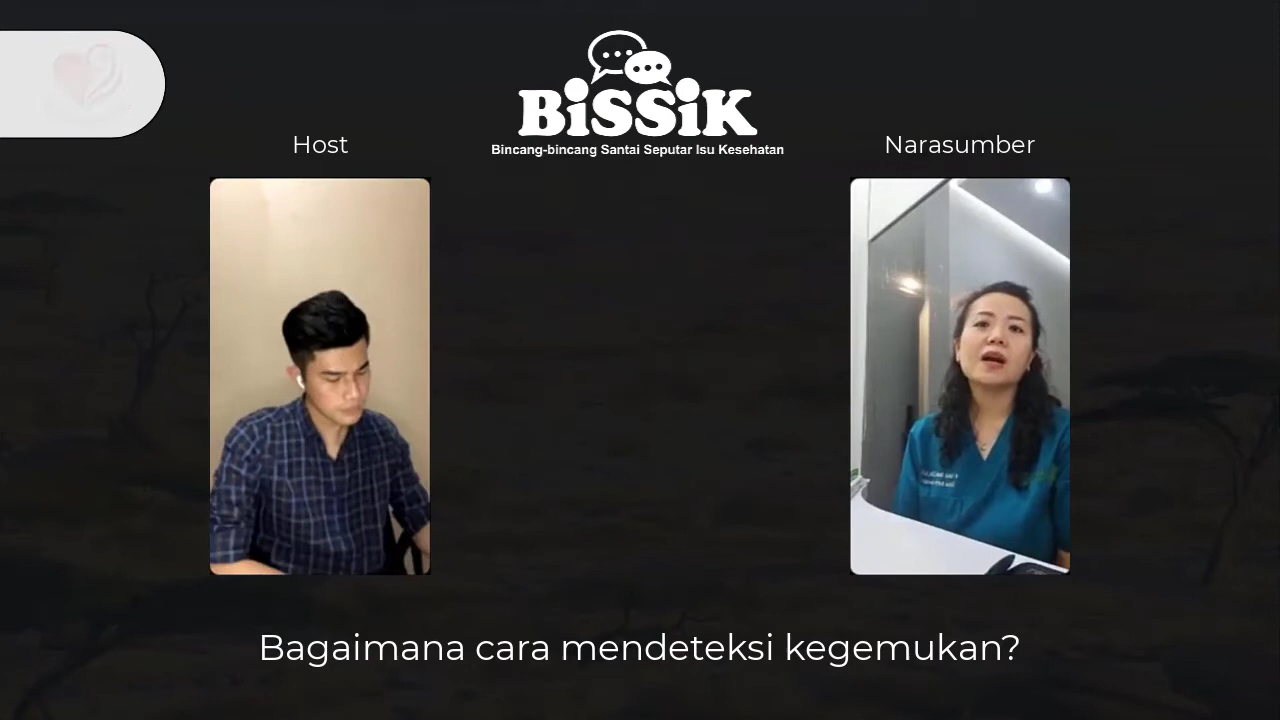 BiSSiK
Bincang-bincang Santai Seputar Isu Kesehatan
Host
Narasumber
Bagaimana cara mendeteksi kegemukan?